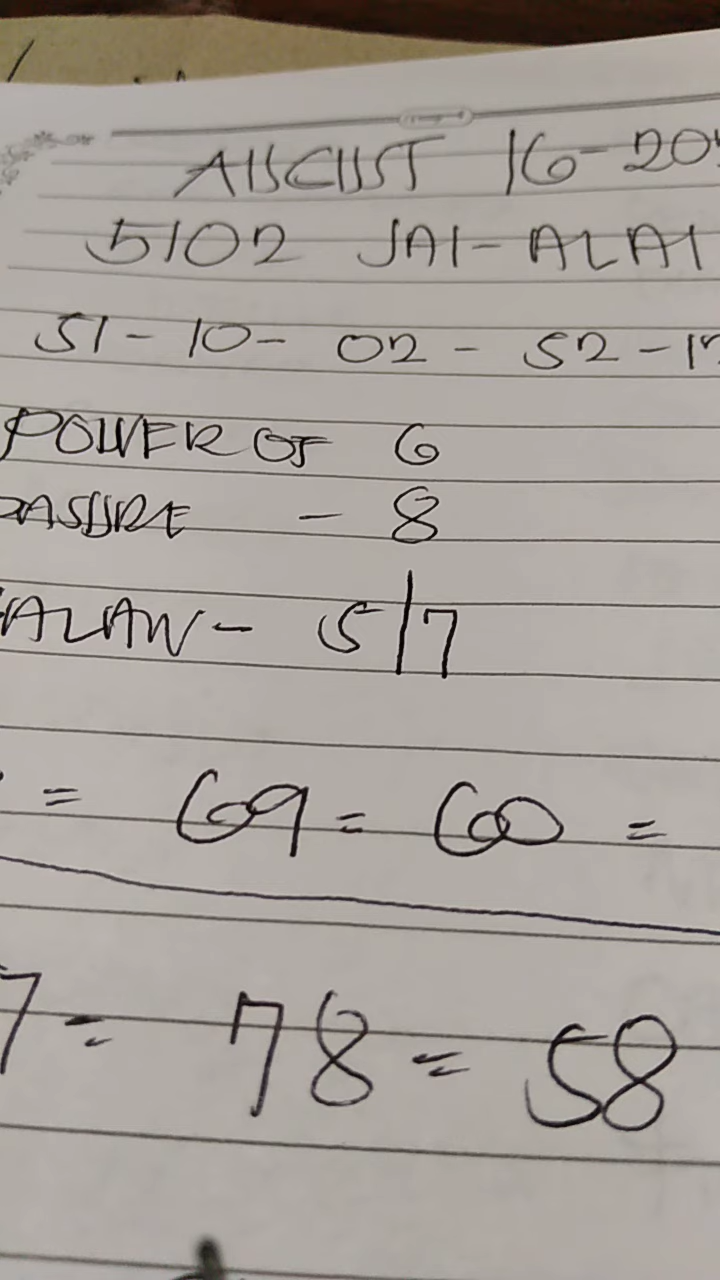 AUGUST 16-20
5102 JAI-ALAI
51-10-02-52-12
POWER OF 6
- 8
ALAW- 5/7
= 69 = 60 =
7 = 78 = 58